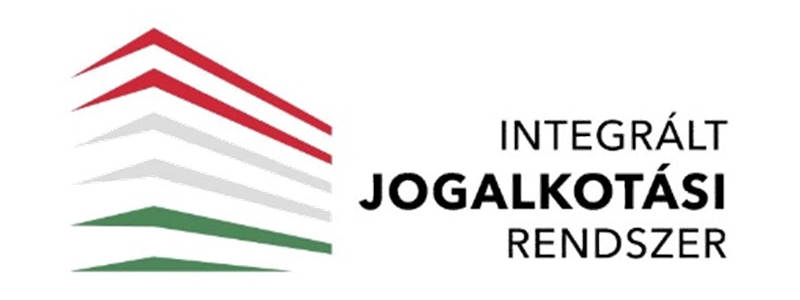 INTEGRÁLT
JOGALKOTÁSI
RENDSZER